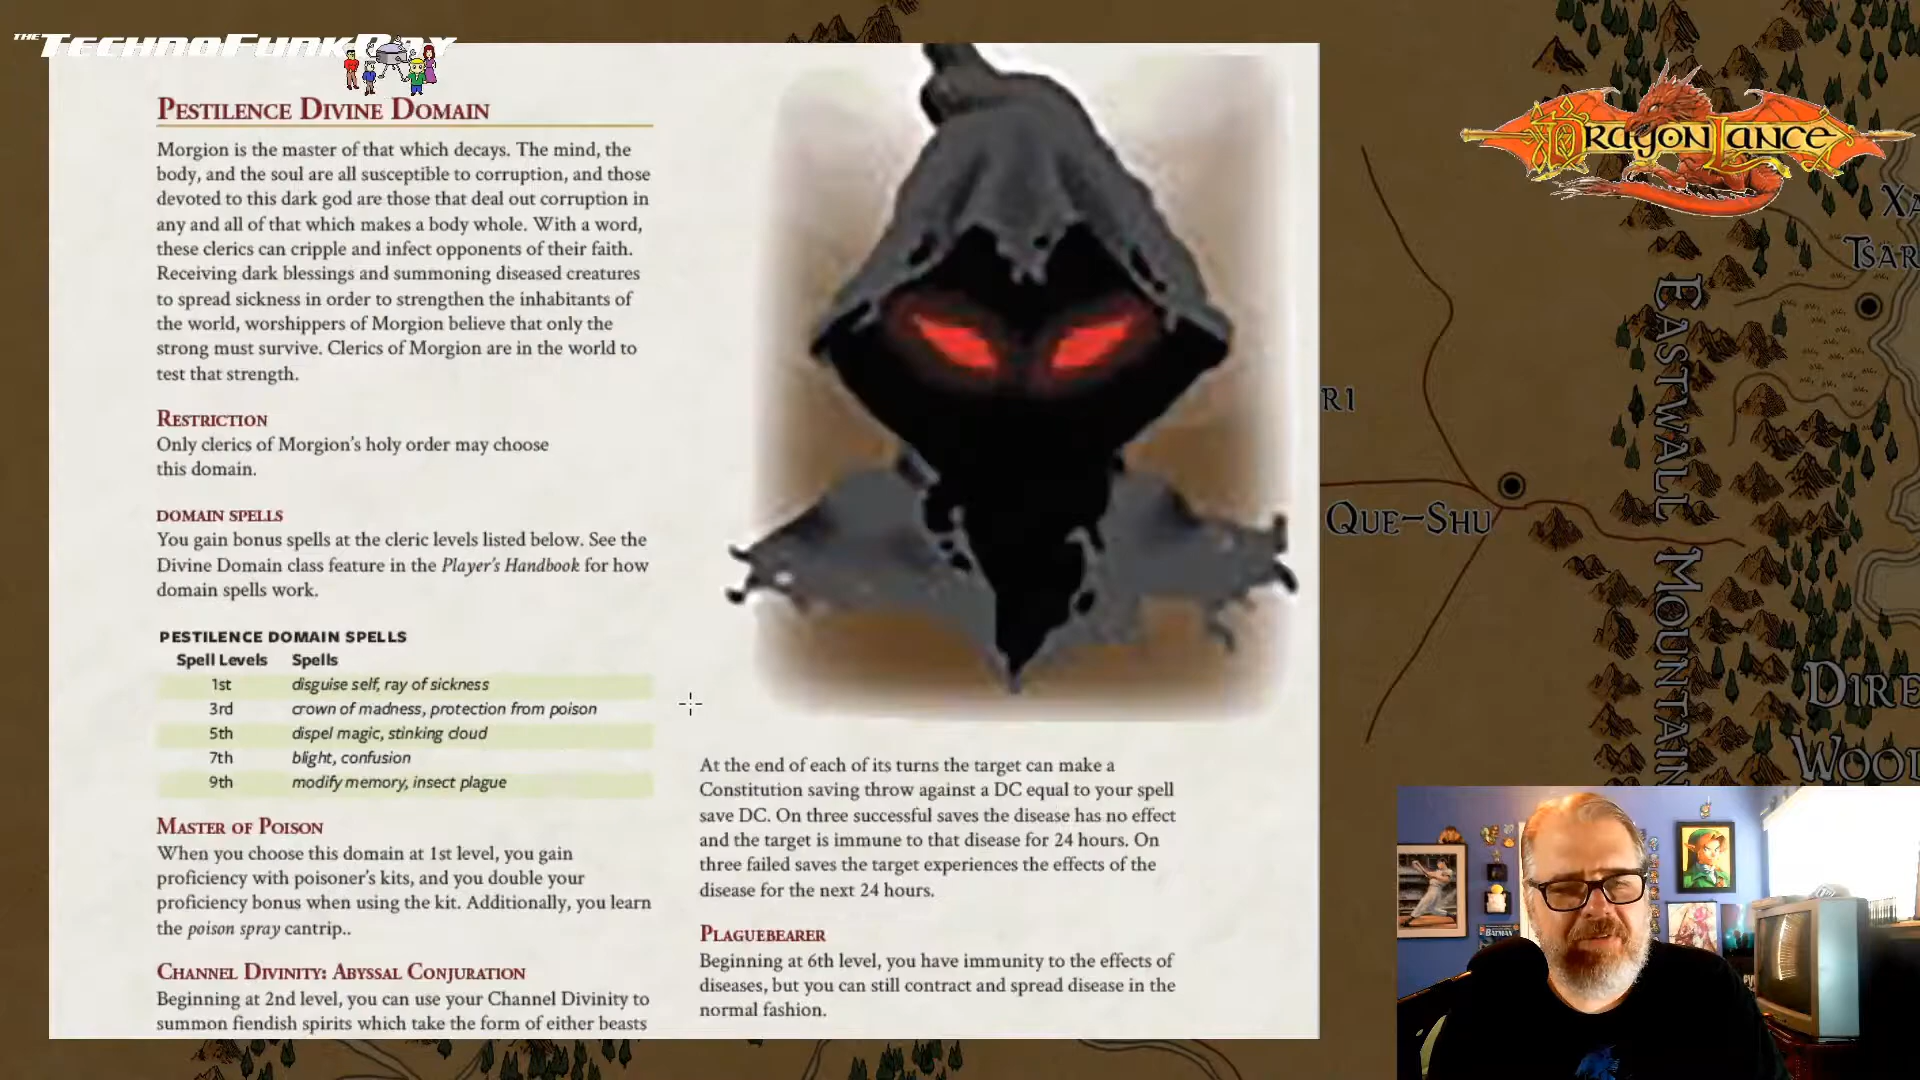 THE TECHNOFUNKBOY
PESTILENCE DIVINE DOMAIN
Morgion is the master of that which decays. The mind, the
body, and the soul are all susceptible to corruption, and those
devoted to this dark god are those that deal out corruption in
any and all of that which makes a body whole. With a word,
these clerics can cripple and infect opponents of their faith.
Receiving dark blessings and summoning diseased creatures
to spread sickness in order to strengthen the inhabitants of
the world, worshippers of Morgion believe that only the
strong must survive. Clerics of Morgion are in the world to
test that strength.
RESTRICTION
Only clerics of Morgion's holy order may choose
this domain.
DOMAIN SPELLS
You gain bonus spells at the cleric levels listed below. See the
Divine Domain class feature in the Player's Handbook for how
domain spells work.
PESTILENCE DOMAIN SPELLS
Spell Levels Spells
1st disguise self, ray of sickness
3rd crown of madness, protection from poison
5th dispel magic, stinking cloud
7th blight, confusion
9th modify memory, insect plague
MASTER OF POISON
When you choose this domain at 1st level, you gain
proficiency with poisoner's kits, and you double your
proficiency bonus when using the kit. Additionally, you learn
the poison spray cantrip..
CHANNEL DIVINITY: ABYSSAL CONJURATION
Beginning at 2nd level, you can use your Channel Divinity to
summon fiendish spirits which take the form of either beasts
At the end of each of its turns the target can make a
Constitution saving throw against a DC equal to your spell
save DC. On three successful saves the disease has no effect
and the target is immune to that disease for 24 hours. On
three failed saves the target experiences the effects of the
disease for the next 24 hours.
PLAGUEBEARER
Beginning at 6th level, you have immunity to the effects of
diseases, but you can still contract and spread disease in the
normal fashion.
DRAGONLANCE
XA
TSAR
EASTWALL MOUNTAIN
RI
QUE-SHU
DIRE
WOOD
BATMAN